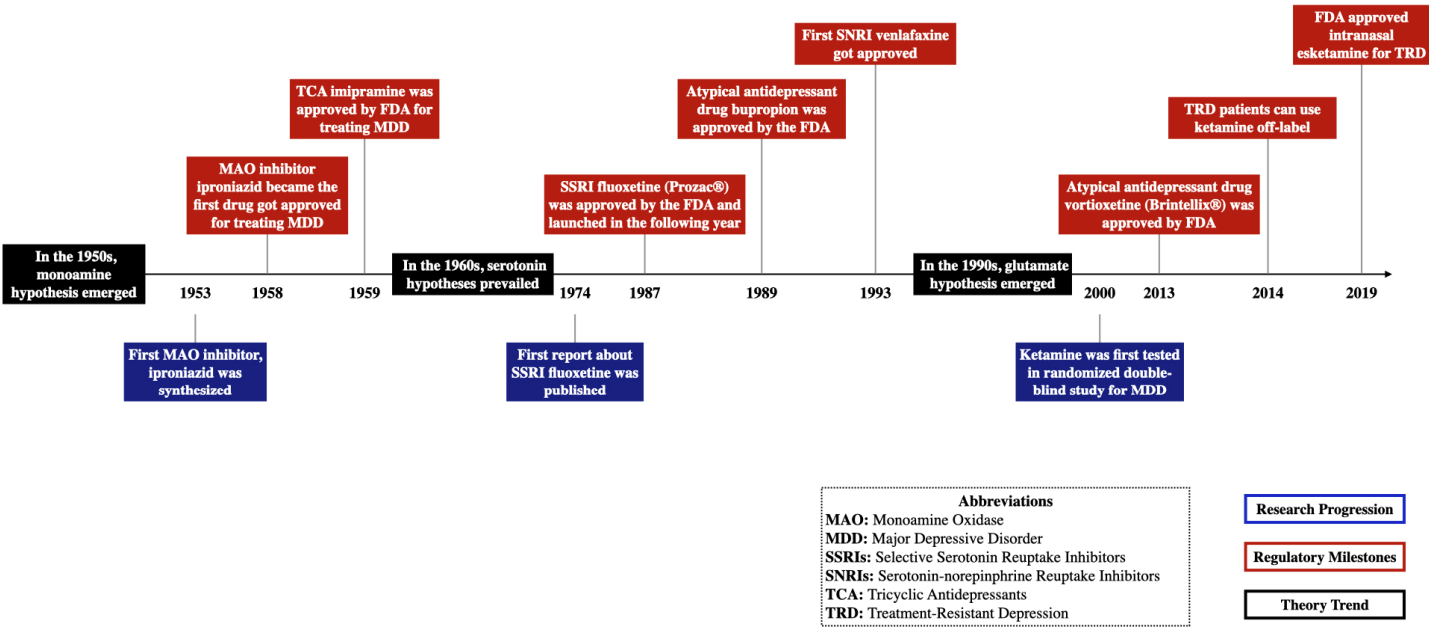 FDA approved
intranasal
esketamine for TRD
First SNRI venlafaxine
got approved
TCA imipramine was
approved by FDA for
treating MDD
Atypical antidepressant
drug bupropion was
approved by the FDA
TRD patients can use
ketamine off-label
MAO inhibitor
iproniazid became the
first drug got approved
for treating MDD
SSRI fluoxetine (Prozac®)
was approved by the FDA and
launched in the following year
Atypical antidepressant drug
vortioxetine (Brintellix®) was
approved by FDA
In the 1950s,
monoamine
hypothesis emerged
In the 1960s, serotonin
hypotheses prevailed
In the 1990s, glutamate
hypothesis emerged
1953
1958
1959
1974
1987
1989
1993
2000
2013
2014
2019
First MAO inhibitor,
iproniazid was
synthesized
First report about
SSRI fluoxetine was
published
Ketamine was first tested
in randomized double-
blind study for MDD
Abbreviations
MAO: Monoamine Oxidase
MDD: Major Depressive Disorder
SSRIs: Selective Serotonin Reuptake Inhibitors
SNRIs: Serotonin-norepinphrine Reuptake Inhibitors
TCA: Tricyclic Antidepressants
TRD: Treatment-Resistant Depression
Research Progression
Regulatory Milestones
Theory Trend